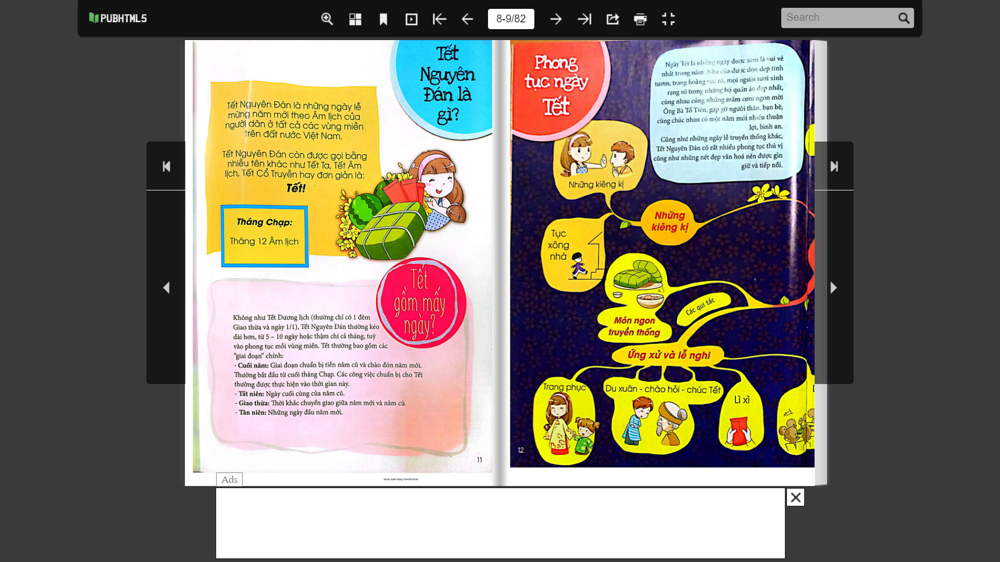 PUBHTML5
8-9/82
Search
Tết
Nguyên
Đán là
gì?
Tết Nguyên Đán là những ngày lễ
mừng năm mới theo Âm lịch của
người dân ở tất cả các vùng miền
trên đất nước Việt Nam.
Tết Nguyên Đán còn được gọi bằng
nhiều tên khác như Tết Ta, Tết Âm
lịch, Tết Cổ Truyền hay đơn giản là:
Tết!
Tháng Chạp:
Tháng 12 Âm lịch
Tết
gồm mấy
ngày?
Không như Tết Dương lịch (thường chỉ có 1 đêm
Giao thừa và ngày 1/1), Tết Nguyên Đán thường kéo
dài hơn, từ 5 – 10 ngày hoặc thậm chí cả tháng, tuỳ
vào phong tục mỗi vùng miền. Tết thường bao gồm các
“giai đoạn” chính:
- Cuối năm: Giai đoạn chuẩn bị tiễn năm cũ và chào đón năm mới.
Thường bắt đầu từ cuối tháng Chạp. Các công việc chuẩn bị cho Tết
thường được thực hiện vào thời gian này.
- Tất niên: Ngày cuối cùng của năm cũ.
- Giao thừa: Thời khắc chuyển giao giữa năm mới và năm cũ.
- Tân niên: Những ngày đầu năm mới.
11
Được quét bằng CamScanner
Phong
tục ngày
Tết
Ngày Tết là những ngày được xem là vui vẻ
nhất trong năm. Nhà cửa được dọn dẹp tinh
tươm, trang hoàng rực rỡ, mọi người tươi xinh
rạng rỡ trong những bộ quần áo đẹp nhất,
cùng nhau cúng những mâm cơm ngon mời
Ông Bà Tổ Tiên, gặp gỡ người thân, bạn bè,
cùng chúc nhau có một năm mới nhiều thuận
lợi, bình an.
Cũng như những ngày lễ truyền thống khác,
Tết Nguyên Đán có rất nhiều phong tục thú vị
cũng như những nét đẹp văn hoá nên được gìn
giữ và tiếp nối.
Những kiêng kị
Những
kiêng kị
Tục
xông
nhà
Các qui tắc
Món ngon
truyền thống
Ứng xử và lễ nghi
Trang phục
Du xuân - chào hỏi - chúc Tết
Lì xì
12
Ads